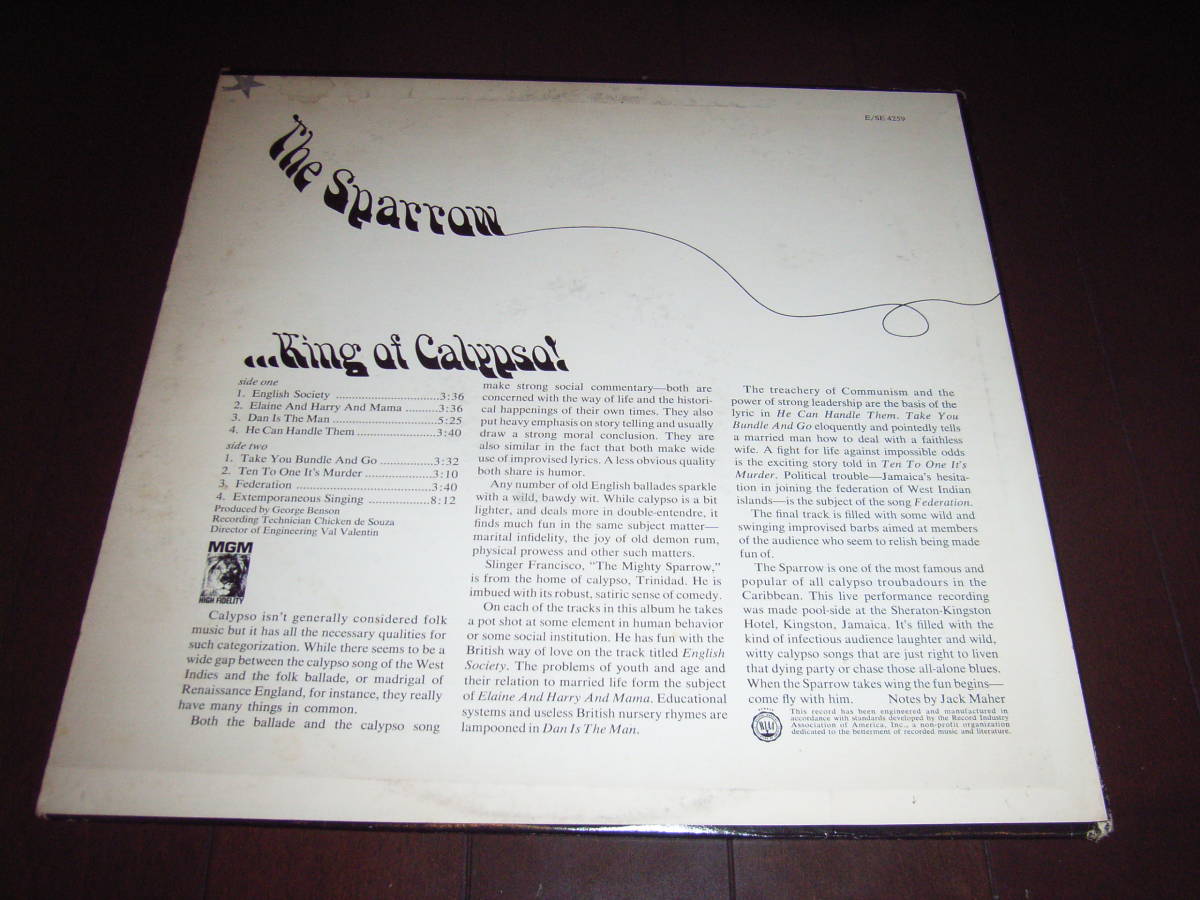 E/SE 4259
The Sparrow
...King of Calypso!
side one
1. English Society ..........................3:36
2. Elaine And Harry And Mama .........3:36
3. Dan Is The Man ...........................5:25
4. He Can Handle Them ....................3:40
side two
1. Take You Bundle And Go ..............3:32
2. Ten To One It's Murder .................3:10
3. Federation ...................................3:40
4. Extemporaneous Singing ...............8:12
Produced by George Benson
Recording Technician Chicken de Souza
Director of Engineering Val Valentin
MGM
HIGH FIDELITY
Calypso isn't generally considered folk
music but it has all the necessary qualities for
such categorization. While there seems to be a
wide gap between the calypso song of the West
Indies and the folk ballade, or madrigal of
Renaissance England, for instance, they really
have many things in common.
Both the ballade and the calypso song
make strong social commentary—both are
concerned with the way of life and the histori-
cal happenings of their own times. They also
put heavy emphasis on story telling and usually
draw a strong moral conclusion. They are
also similar in the fact that both make wide
use of improvised lyrics. A less obvious quality
both share is humor.
Any number of old English ballades sparkle
with a wild, bawdy wit. While calypso is a bit
lighter, and deals more in double-entendre, it
finds much fun in the same subject matter—
marital infidelity, the joy of old demon rum,
physical prowess and other such matters.
Slinger Francisco, "The Mighty Sparrow,"
is from the home of calypso, Trinidad. He is
imbued with its robust, satiric sense of comedy.
On each of the tracks in this album he takes
a pot shot at some element in human behavior
or some social institution. He has fun with the
British way of love on the track titled English
Society. The problems of youth and age and
their relation to married life form the subject
of Elaine And Harry And Mama. Educational
systems and useless British nursery rhymes are
lampooned in Dan Is The Man.
The treachery of Communism and the
power of strong leadership are the basis of the
lyric in He Can Handle Them. Take You
Bundle And Go eloquently and pointedly tells
a married man how to deal with a faithless
wife. A fight for life against impossible odds
is the exciting story told in Ten To One It's
Murder. Political trouble—Jamaica's hesita-
tion in joining the federation of West Indian
islands—is the subject of the song Federation.
The final track is filled with some wild and
swinging improvised barbs aimed at members
of the audience who seem to relish being made
fun of.
The Sparrow is one of the most famous and
popular of all calypso troubadours in the
Caribbean. This live performance recording
was made pool-side at the Sheraton-Kingston
Hotel, Kingston, Jamaica. It's filled with the
kind of infectious audience laughter and wild,
witty calypso songs that are just right to liven
that dying party or chase those all-alone blues.
When the Sparrow takes wing the fun begins—
come fly with him. Notes by Jack Maher
RIAA
This record has been engineered and manufactured in
accordance with standards developed by the Record Industry
Association of America, Inc., a non-profit organization
dedicated to the betterment of recorded music and literature.